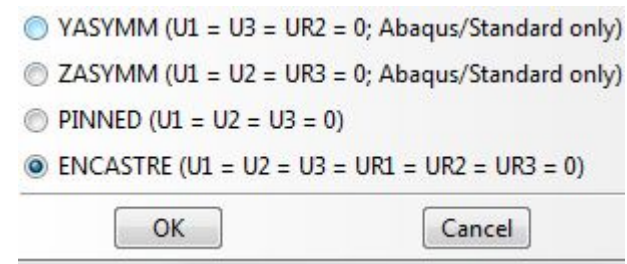 YASYMM (U1 = U3 = UR2 = 0; Abaqus/Standard only)
ZASYMM (U1 = U2 = UR3 = 0; Abaqus/Standard only)
PINNED (U1 = U2 = U3 = 0)
ENCASTRE (U1 = U2 = U3 = UR1 = UR2 = UR3 = 0)
OK Cancel